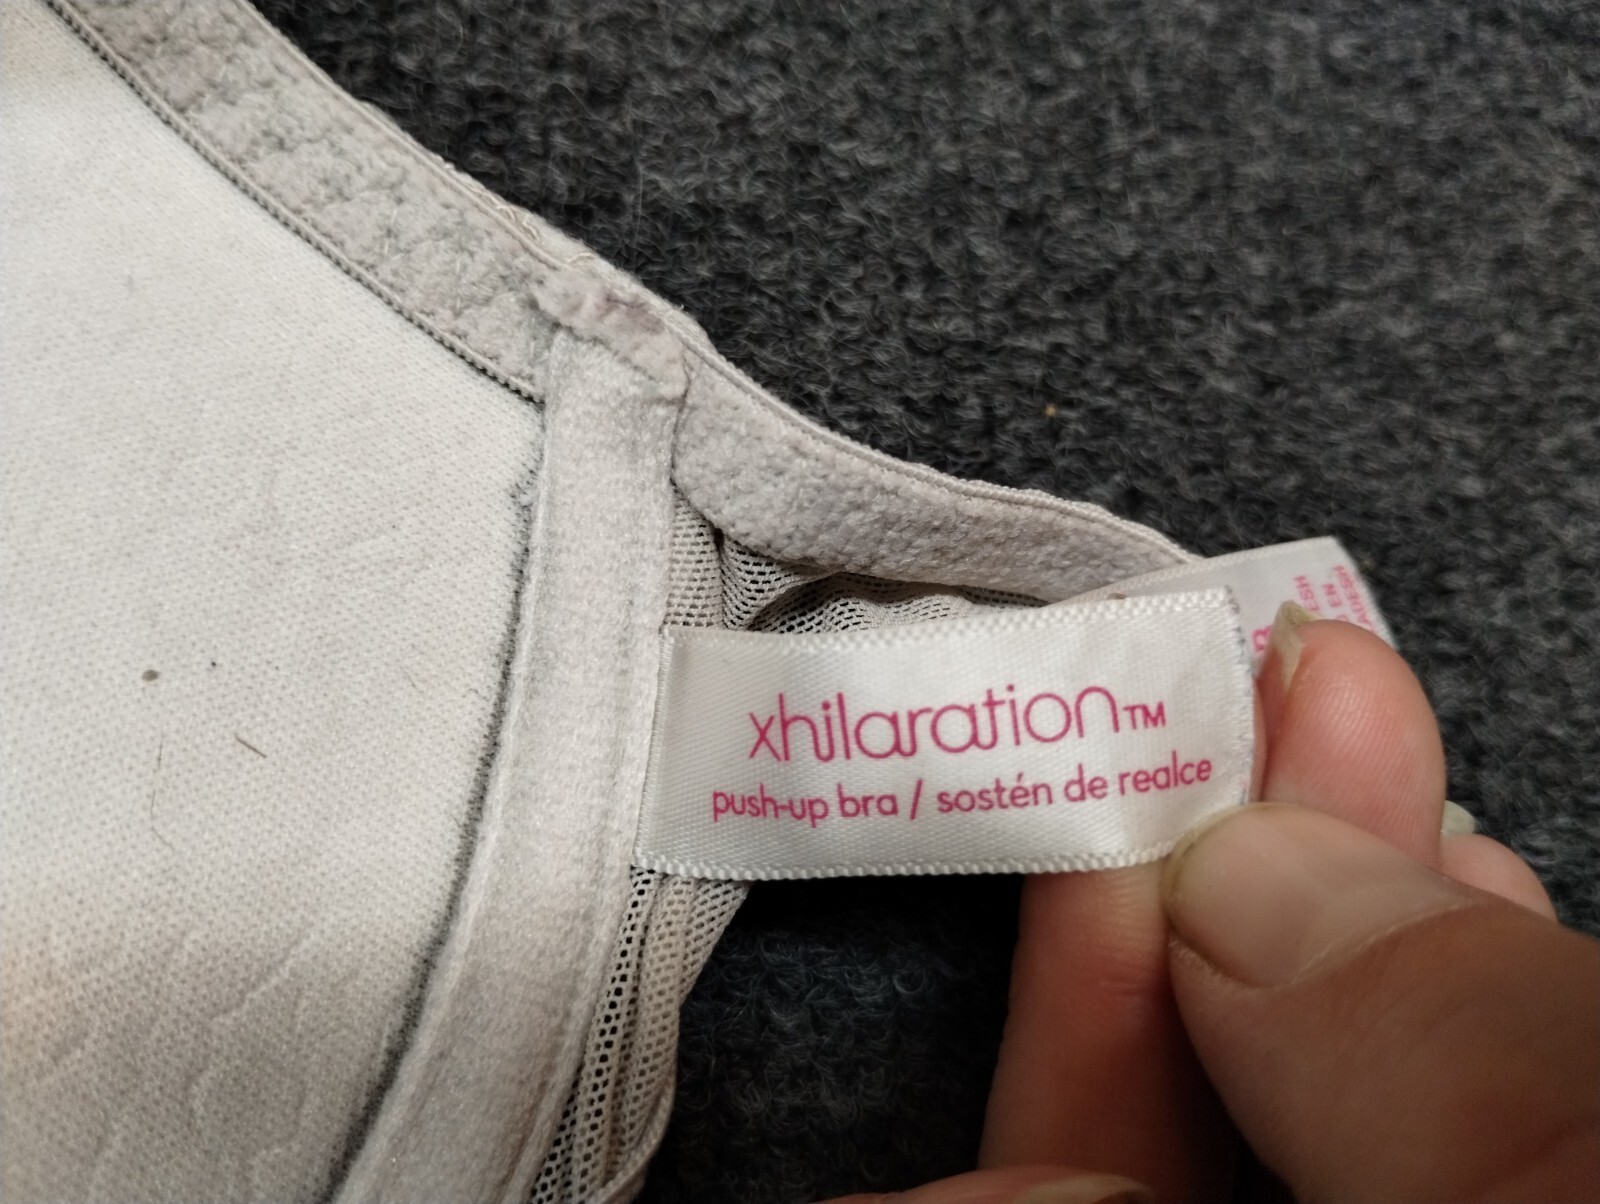 xhilaration™
push-up bra / sostén de realce